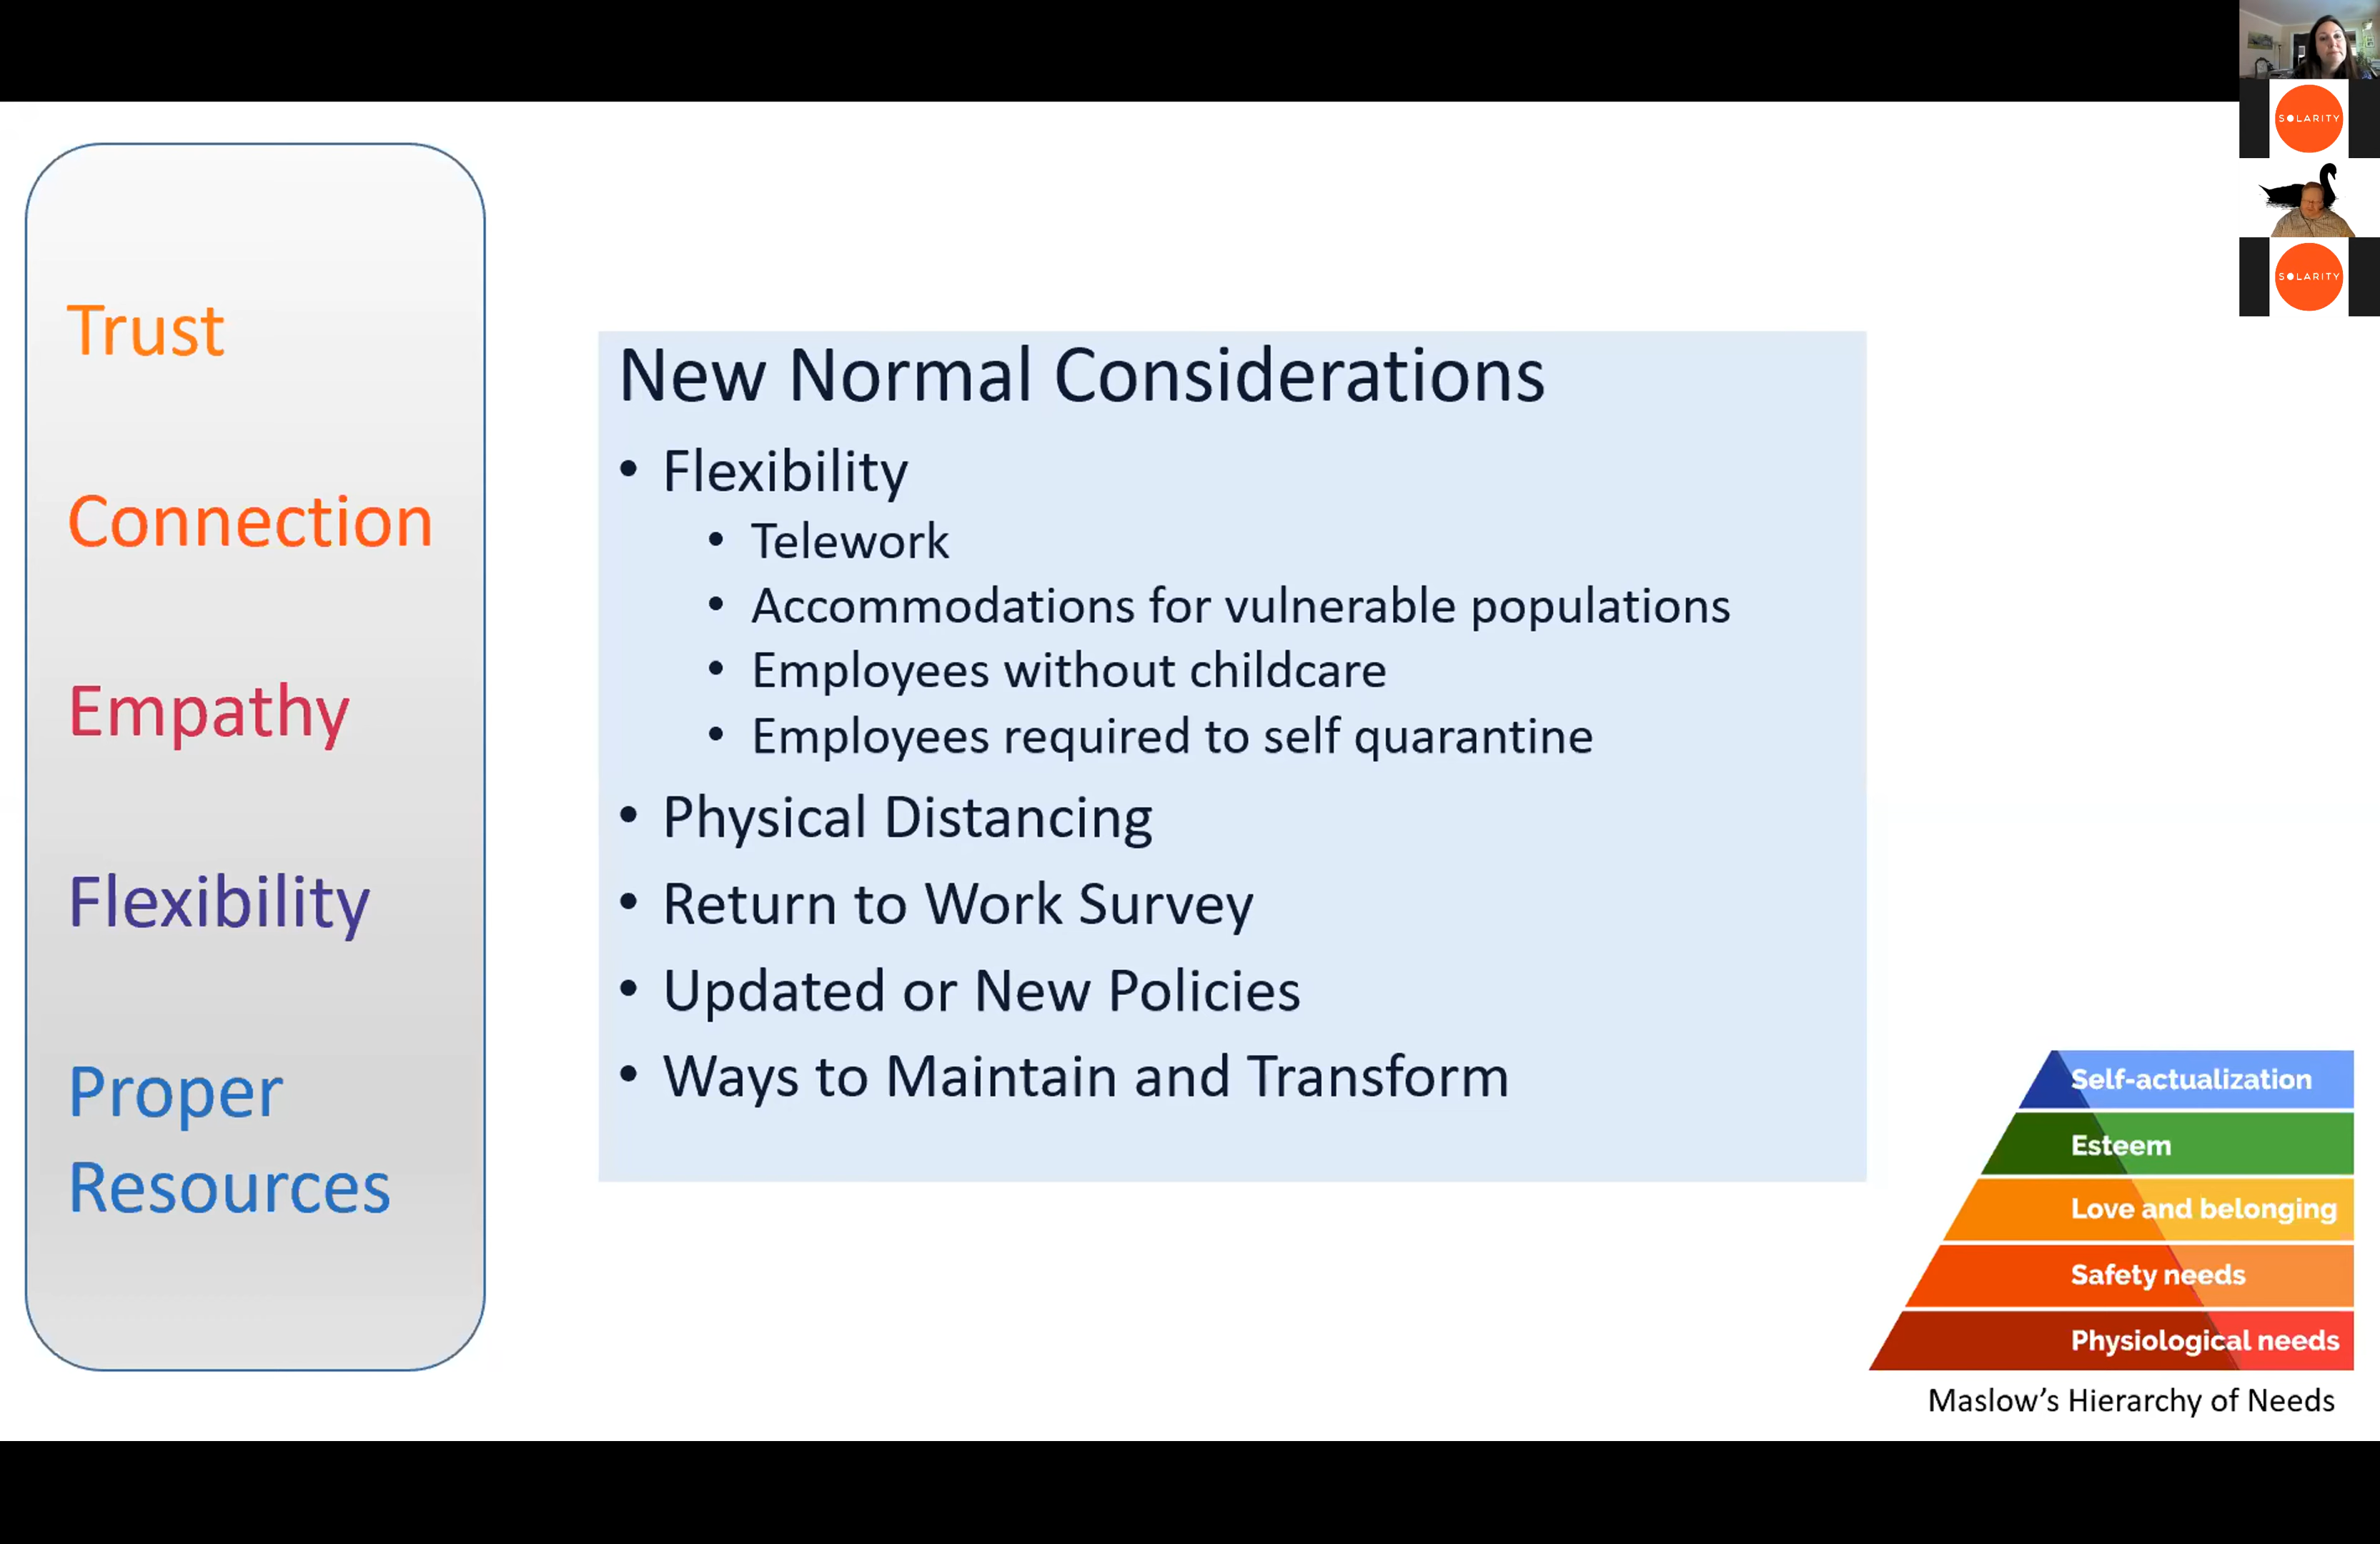 SOLARITY
SOLARITY
Trust
Connection
Empathy
Flexibility
Proper
Resources
New Normal Considerations
• Flexibility
• Telework
• Accommodations for vulnerable populations
• Employees without childcare
• Employees required to self quarantine
• Physical Distancing
• Return to Work Survey
• Updated or New Policies
• Ways to Maintain and Transform
Self-actualization
Esteem
Love and belonging
Safety needs
Physiological needs
Maslow’s Hierarchy of Needs